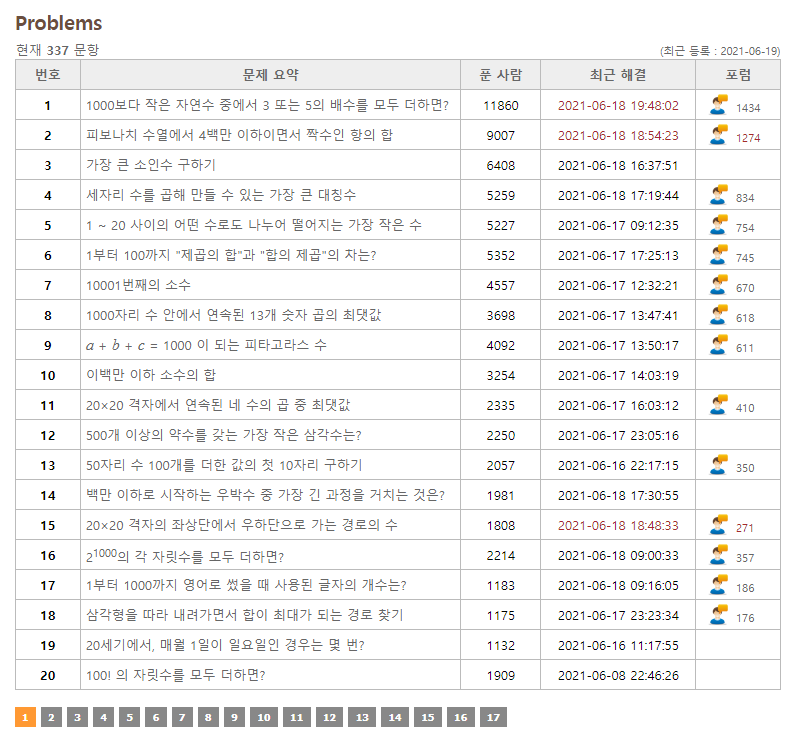 Problems
현재 337 문항
(최근 등록 : 2021-06-19)
번호 문제 요약 푼 사람 최근 해결 포럼
1 1000보다 작은 자연수 중에서 3 또는 5의 배수를 모두 더하면? 11860 2021-06-18 19:48:02 1434
2 피보나치 수열에서 4백만 이하이면서 짝수인 항의 합 9007 2021-06-18 18:54:23 1274
3 가장 큰 소인수 구하기 6408 2021-06-18 16:37:51
4 세자리 수를 곱해 만들 수 있는 가장 큰 대칭수 5259 2021-06-18 17:19:44 834
5 1 ~ 20 사이의 어떤 수로도 나누어 떨어지는 가장 작은 수 5227 2021-06-17 09:12:35 754
6 1부터 100까지 "제곱의 합"과 "합의 제곱"의 차는? 5352 2021-06-17 17:25:13 745
7 10001번째의 소수 4557 2021-06-17 12:32:21 670
8 1000자리 수 안에서 연속된 13개 숫자 곱의 최댓값 3698 2021-06-17 13:47:41 618
9 a + b + c = 1000 이 되는 피타고라스 수 4092 2021-06-17 13:50:17 611
10 이백만 이하 소수의 합 3254 2021-06-17 14:03:19
11 20×20 격자에서 연속된 네 수의 곱 중 최댓값 2335 2021-06-17 16:03:12 410
12 500개 이상의 약수를 갖는 가장 작은 삼각수는? 2250 2021-06-17 23:05:16
13 50자리 수 100개를 더한 값의 첫 10자리 구하기 2057 2021-06-16 22:17:15 350
14 백만 이하로 시작하는 우박수 중 가장 긴 과정을 거치는 것은? 1981 2021-06-18 17:30:55
15 20×20 격자의 좌상단에서 우하단으로 가는 경로의 수 1808 2021-06-18 18:48:33 271
16 2^1000의 각 자릿수를 모두 더하면? 2214 2021-06-18 09:00:33 357
17 1부터 1000까지 영어로 썼을 때 사용된 글자의 개수는? 1183 2021-06-18 09:16:05 186
18 삼각형을 따라 내려가면서 합이 최대가 되는 경로 찾기 1175 2021-06-17 23:23:34 176
19 20세기에서, 매월 1일이 일요일인 경우는 몇 번? 1132 2021-06-16 11:17:55
20 100! 의 자릿수를 모두 더하면? 1909 2021-06-08 22:46:26
1 2 3 4 5 6 7 8 9 10 11 12 13 14 15 16 17